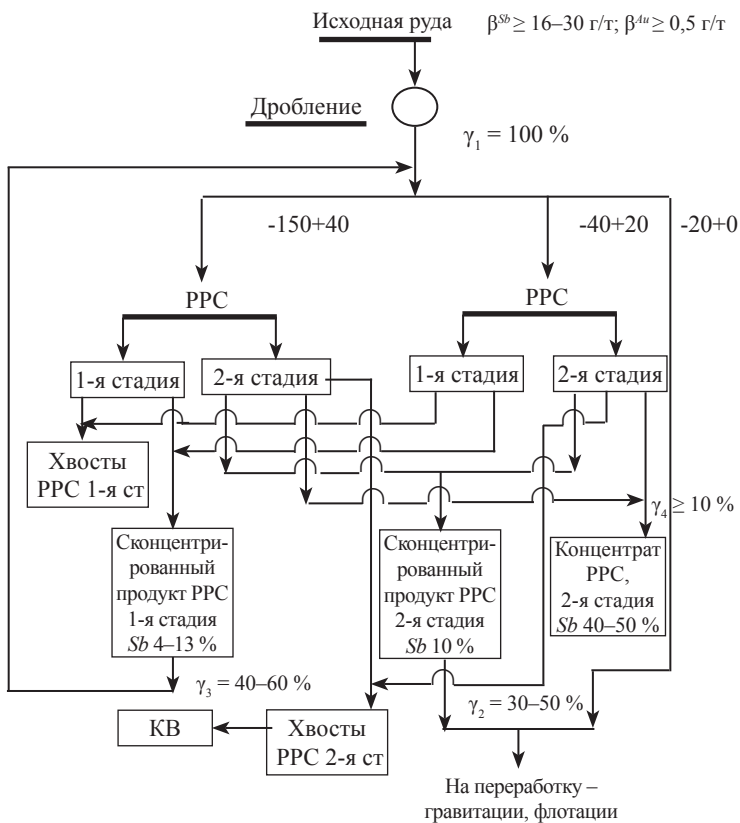 Исходная руда
β^Sb ≥ 16–30 г/т; β^Au ≥ 0,5 г/т
Дробление
γ₁ = 100 %
-150+40
-40+20
-20+0
РРС
РРС
1-я стадия
2-я стадия
1-я стадия
2-я стадия
Хвосты
РРС 1-я ст
γ₄ ≥ 10 %
Сконцентри-
рованный
продукт РРС
1-я стадия
Sb 4–13 %
Сконцентри-
рованный
продукт РРС
2-я стадия
Sb 10 %
Концентрат
РРС,
2-я стадия
Sb 40–50 %
γ₃ = 40–60 %
γ₂ = 30–50 %
КВ
Хвосты
РРС 2-я ст
На переработку –
гравитации, флотации